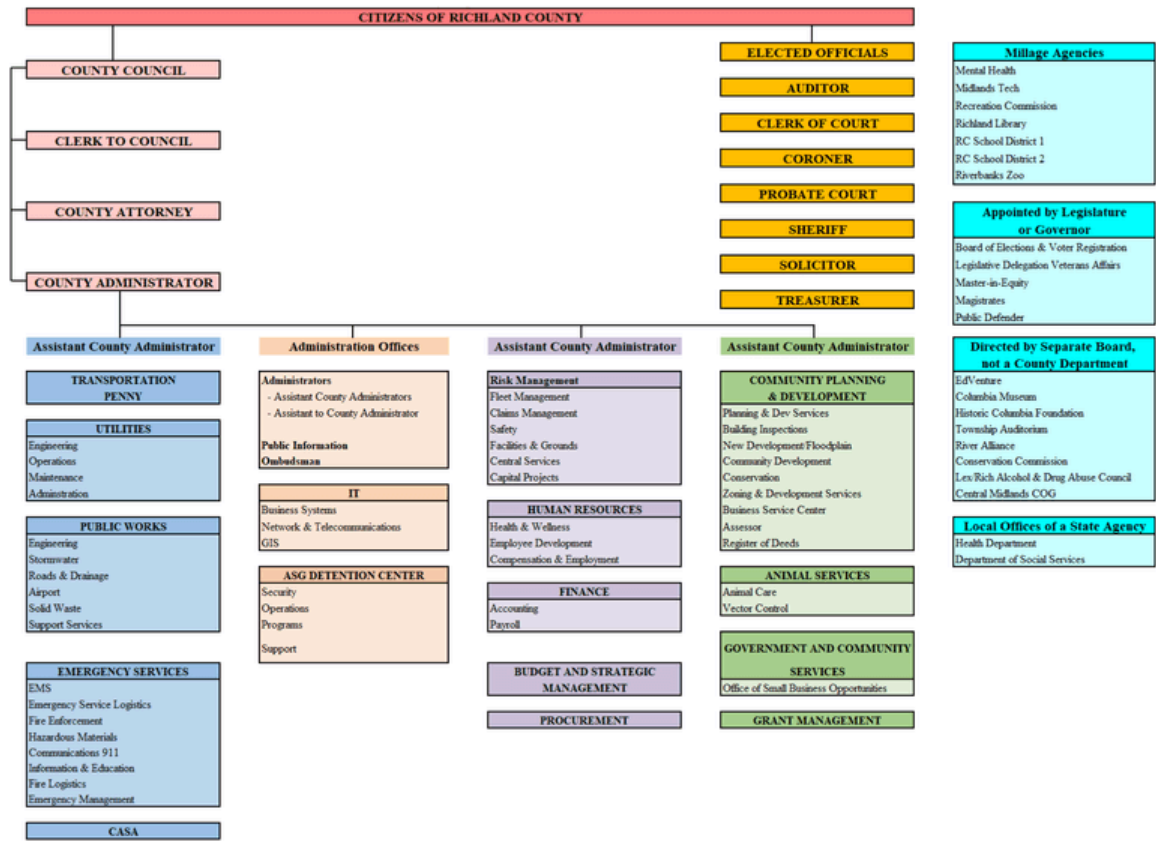 CITIZENS OF RICHLAND COUNTY
COUNTY COUNCIL
CLERK TO COUNCIL
COUNTY ATTORNEY
COUNTY ADMINISTRATOR
ELECTED OFFICIALS
AUDITOR
CLERK OF COURT
CORONER
PROBATE COURT
SHERIFF
SOLICITOR
TREASURER
Millage Agencies
Mental Health
Midlands Tech
Recreation Commission
Richland Library
RC School District 1
RC School District 2
Riverbanks Zoo
Appointed by Legislature
or Governor
Board of Elections & Voter Registration
Legislative Delegation Veterans Affairs
Master-in-Equity
Magistrates
Public Defender
Directed by Separate Board,
not a County Department
EdVenture
Columbia Museum
Historic Columbia Foundation
Township Auditorium
River Alliance
Conservation Commission
Lex/Rich Alcohol & Drug Abuse Council
Central Midlands COG
Local Offices of a State Agency
Health Department
Department of Social Services
Assistant County Administrator
TRANSPORTATION
PENNY
UTILITIES
Engineering
Operations
Maintenance
Adminstration
PUBLIC WORKS
Engineering
Stormwater
Roads & Drainage
Airport
Solid Waste
Support Services
EMERGENCY SERVICES
EMS
Emergency Service Logistics
Fire Enforcement
Hazardous Materials
Communications 911
Information & Education
Fire Logistics
Emergency Management
CASA
Administration Offices
Administrators
- Assistant County Administrators
- Assistant to County Administrator
Public Information
Ombudsman
IT
Business Systems
Network & Telecommunications
GIS
ASG DETENTION CENTER
Security
Operations
Programs
Support
Assistant County Administrator
Risk Management
Fleet Management
Claims Management
Safety
Facilities & Grounds
Central Services
Capital Projects
HUMAN RESOURCES
Health & Wellness
Employee Development
Compensation & Employment
FINANCE
Accounting
Payroll
BUDGET AND STRATEGIC
MANAGEMENT
PROCUREMENT
Assistant County Administrator
COMMUNITY PLANNING
& DEVELOPMENT
Planning & Dev Services
Building Inspections
New Development/Floodplain
Community Development
Conservation
Zoning & Development Services
Business Service Center
Assessor
Register of Deeds
ANIMAL SERVICES
Animal Care
Vector Control
GOVERNMENT AND COMMUNITY
SERVICES
Office of Small Business Opportunities
GRANT MANAGEMENT